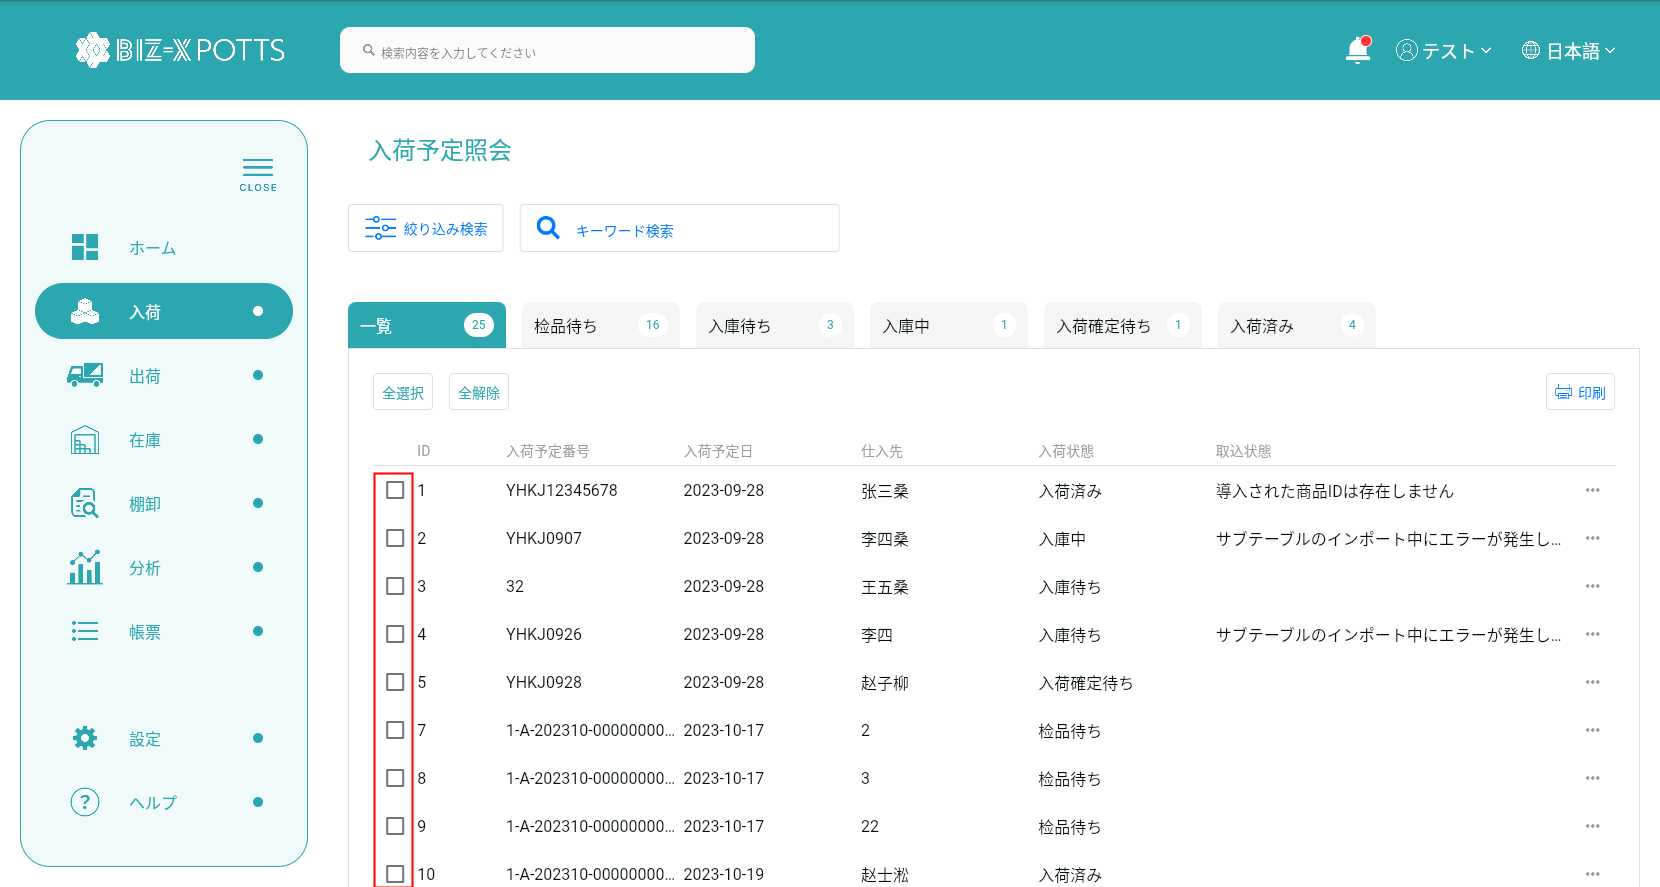 BIZ-X POTTS
検索内容を入力してください
テスト
日本語
CLOSE
ホーム
入荷
出荷
在庫
棚卸
分析
帳票
設定
ヘルプ
入荷予定照会
絞り込み検索
キーワード検索
一覧 25 検品待ち 16 入庫待ち 3 入庫中 1 入荷確定待ち 1 入荷済み 4
全選択 全解除 印刷
ID 入荷予定番号 入荷予定日 仕入先 入荷状態 取込状態
1 YHKJ12345678 2023-09-28 张三桑 入荷済み 導入された商品IDは存在しません ...
2 YHKJ0907 2023-09-28 李四桑 入庫中 サブテーブルのインポート中にエラーが発生し... ...
3 32 2023-09-28 王五桑 入庫待ち ...
4 YHKJ0926 2023-09-28 李四 入庫待ち サブテーブルのインポート中にエラーが発生し... ...
5 YHKJ0928 2023-09-28 赵子柳 入荷確定待ち ...
7 1-A-202310-00000000... 2023-10-17 2 検品待ち ...
8 1-A-202310-00000000... 2023-10-17 3 検品待ち ...
9 1-A-202310-00000000... 2023-10-17 22 検品待ち ...
10 1-A-202310-00000000... 2023-10-19 赵士淞 入荷済み ...